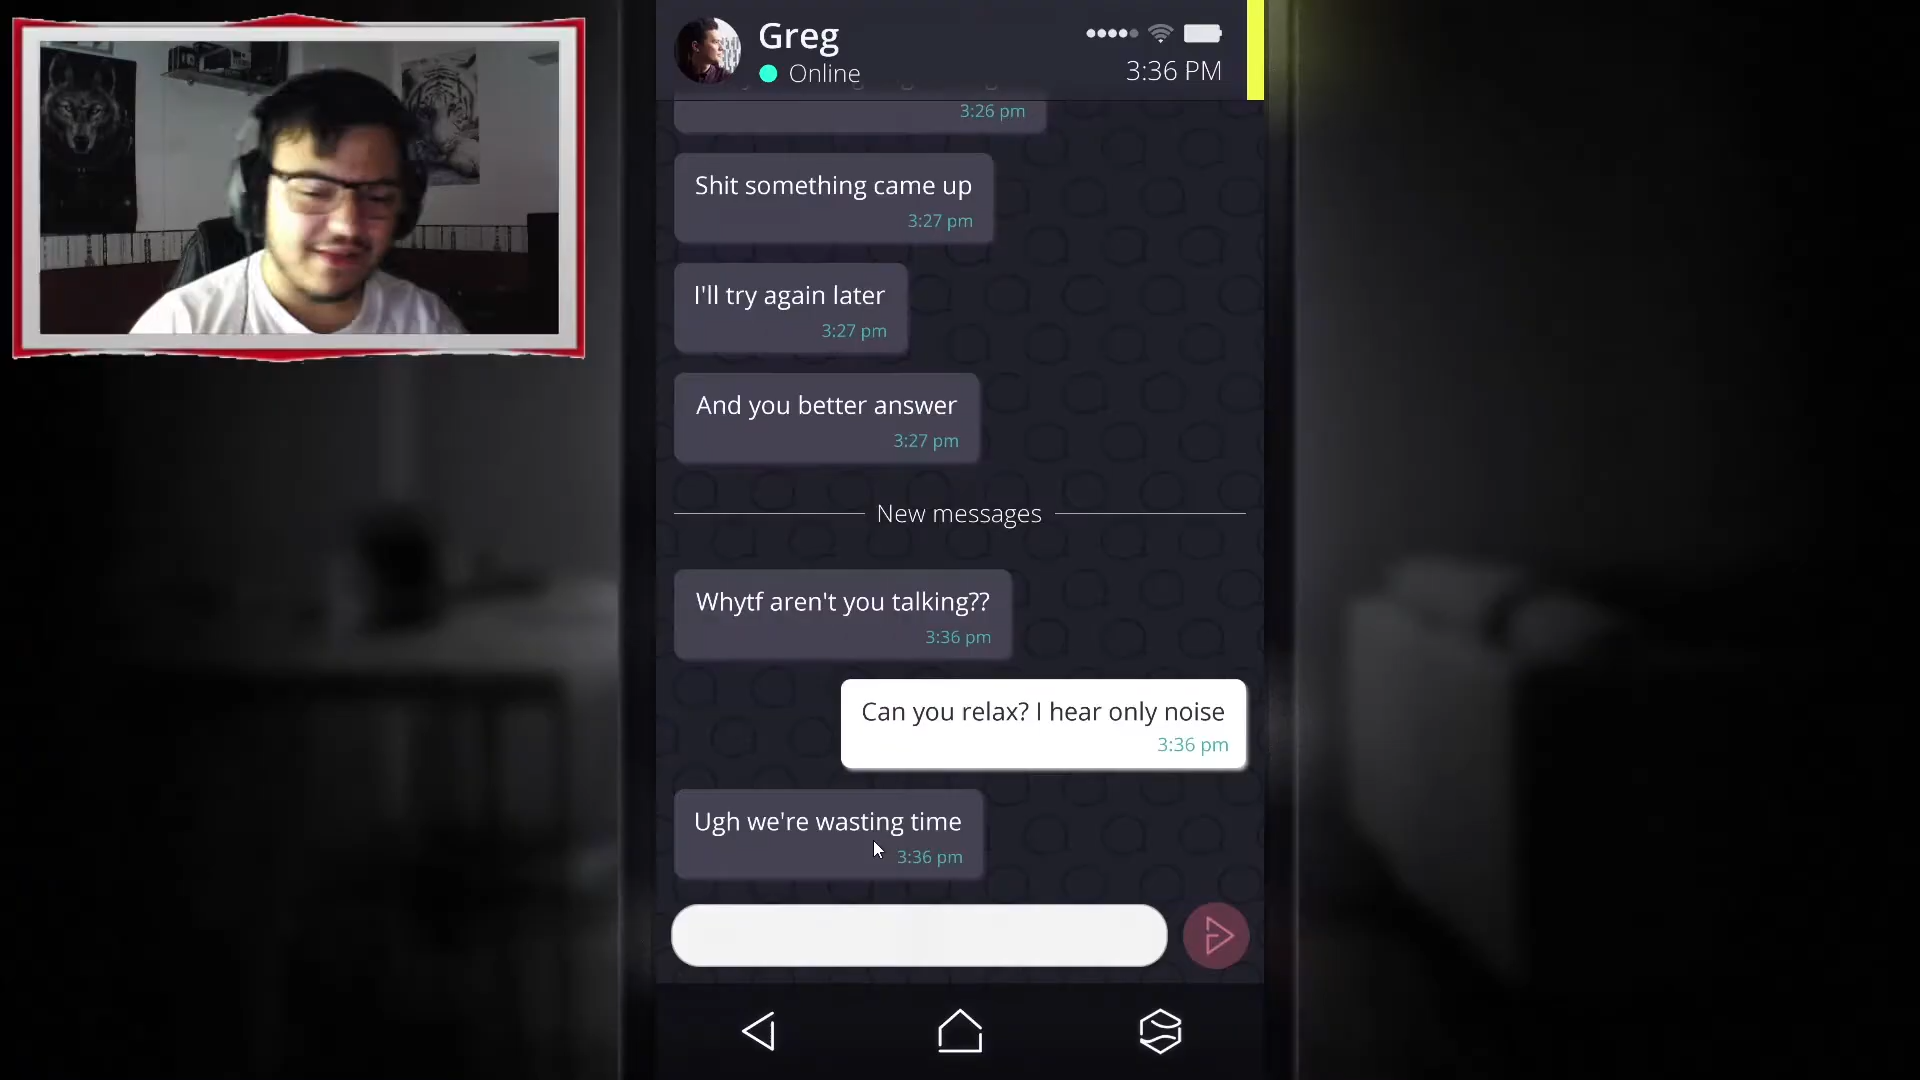 Greg
Online
3:36 PM
3:26 pm
Shit something came up
3:27 pm
I'll try again later
3:27 pm
And you better answer
3:27 pm
New messages
Whytf aren't you talking??
3:36 pm
Can you relax? I hear only noise
3:36 pm
Ugh we're wasting time
3:36 pm